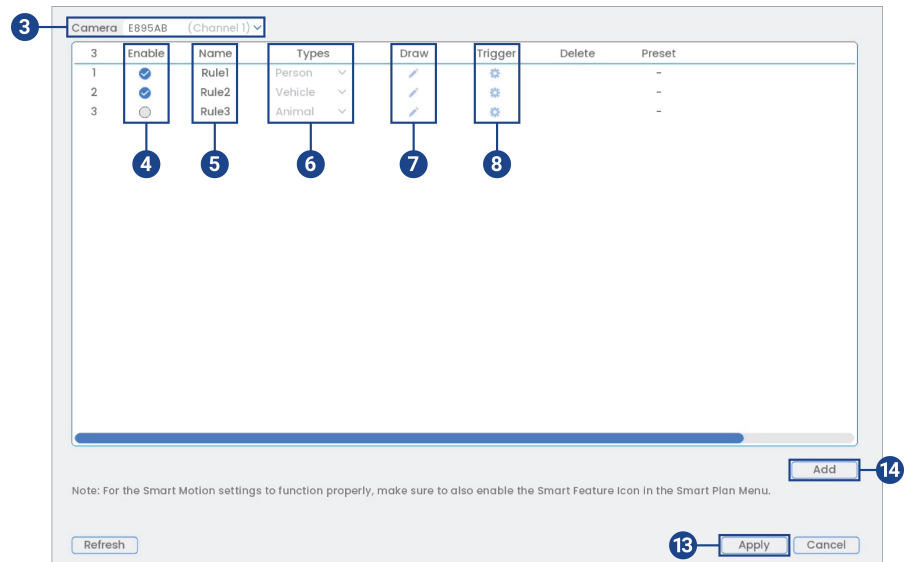 3 Camera E895AB (Channel 1)
3 Enable Name Types Draw Trigger Delete Preset
1 Rule1 Person -
2 Rule2 Vehicle -
3 Rule3 Animal -
4 5 6 7 8
Add 14
Note: For the Smart Motion settings to function properly, make sure to also enable the Smart Feature Icon in the Smart Plan Menu.
Refresh 13 Apply Cancel